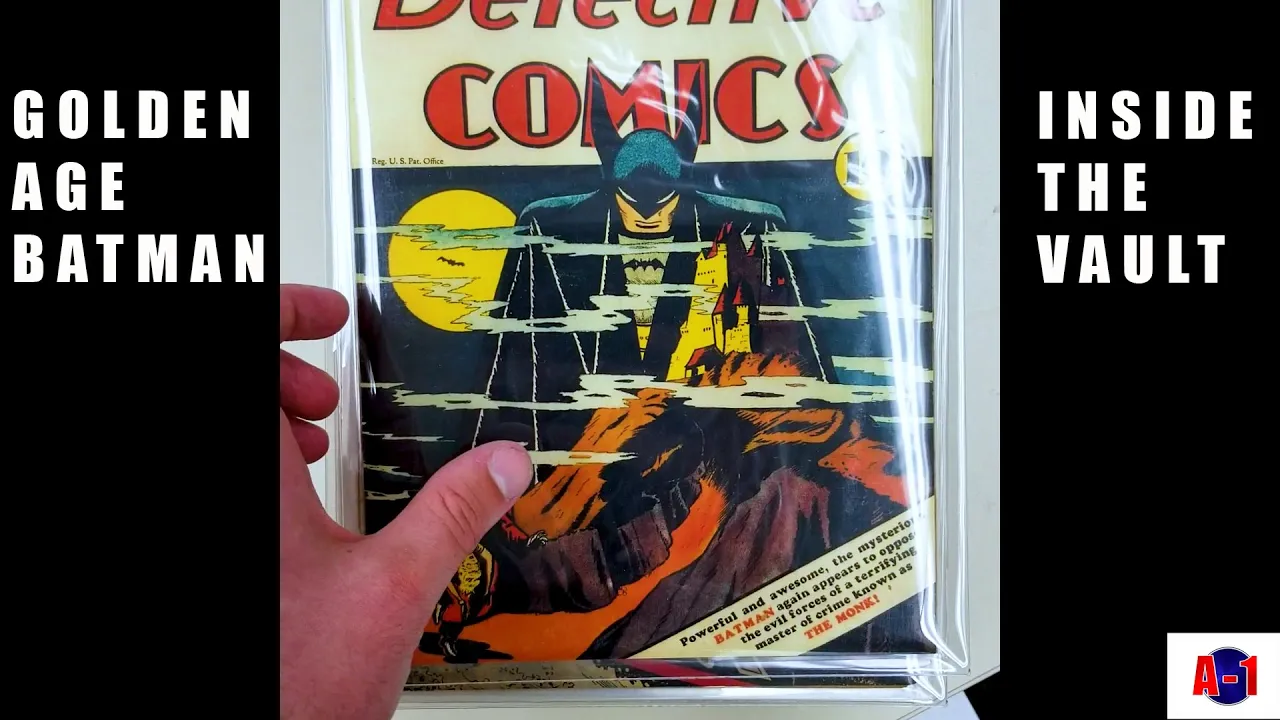 GOLDEN
AGE
BATMAN
Detective
COMICS
Reg. U. S. Pat. Office
Powerful and awesome, the mysterious
BATMAN again appears to oppose
the evil forces of a terrifying
master of crime known as
THE MONK!
INSIDE
THE
VAULT
A-1